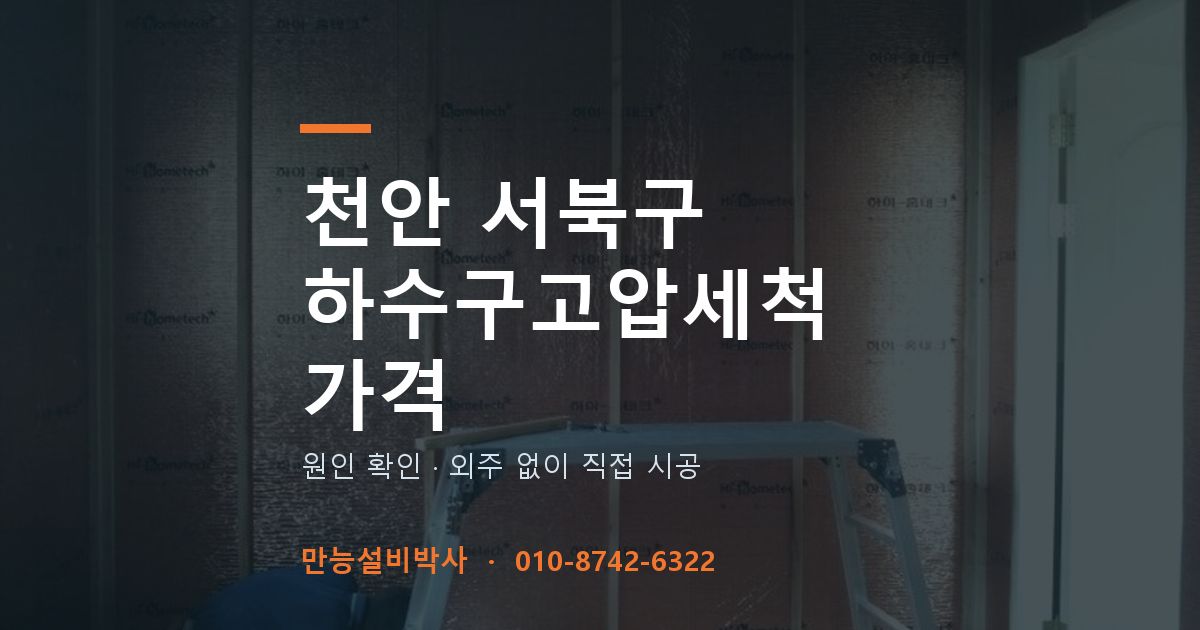 천안 서북구
하수구고압세척
가격
원인 확인 · 외주 없이 직접 시공
만능설비박사 · 010-8742-6322